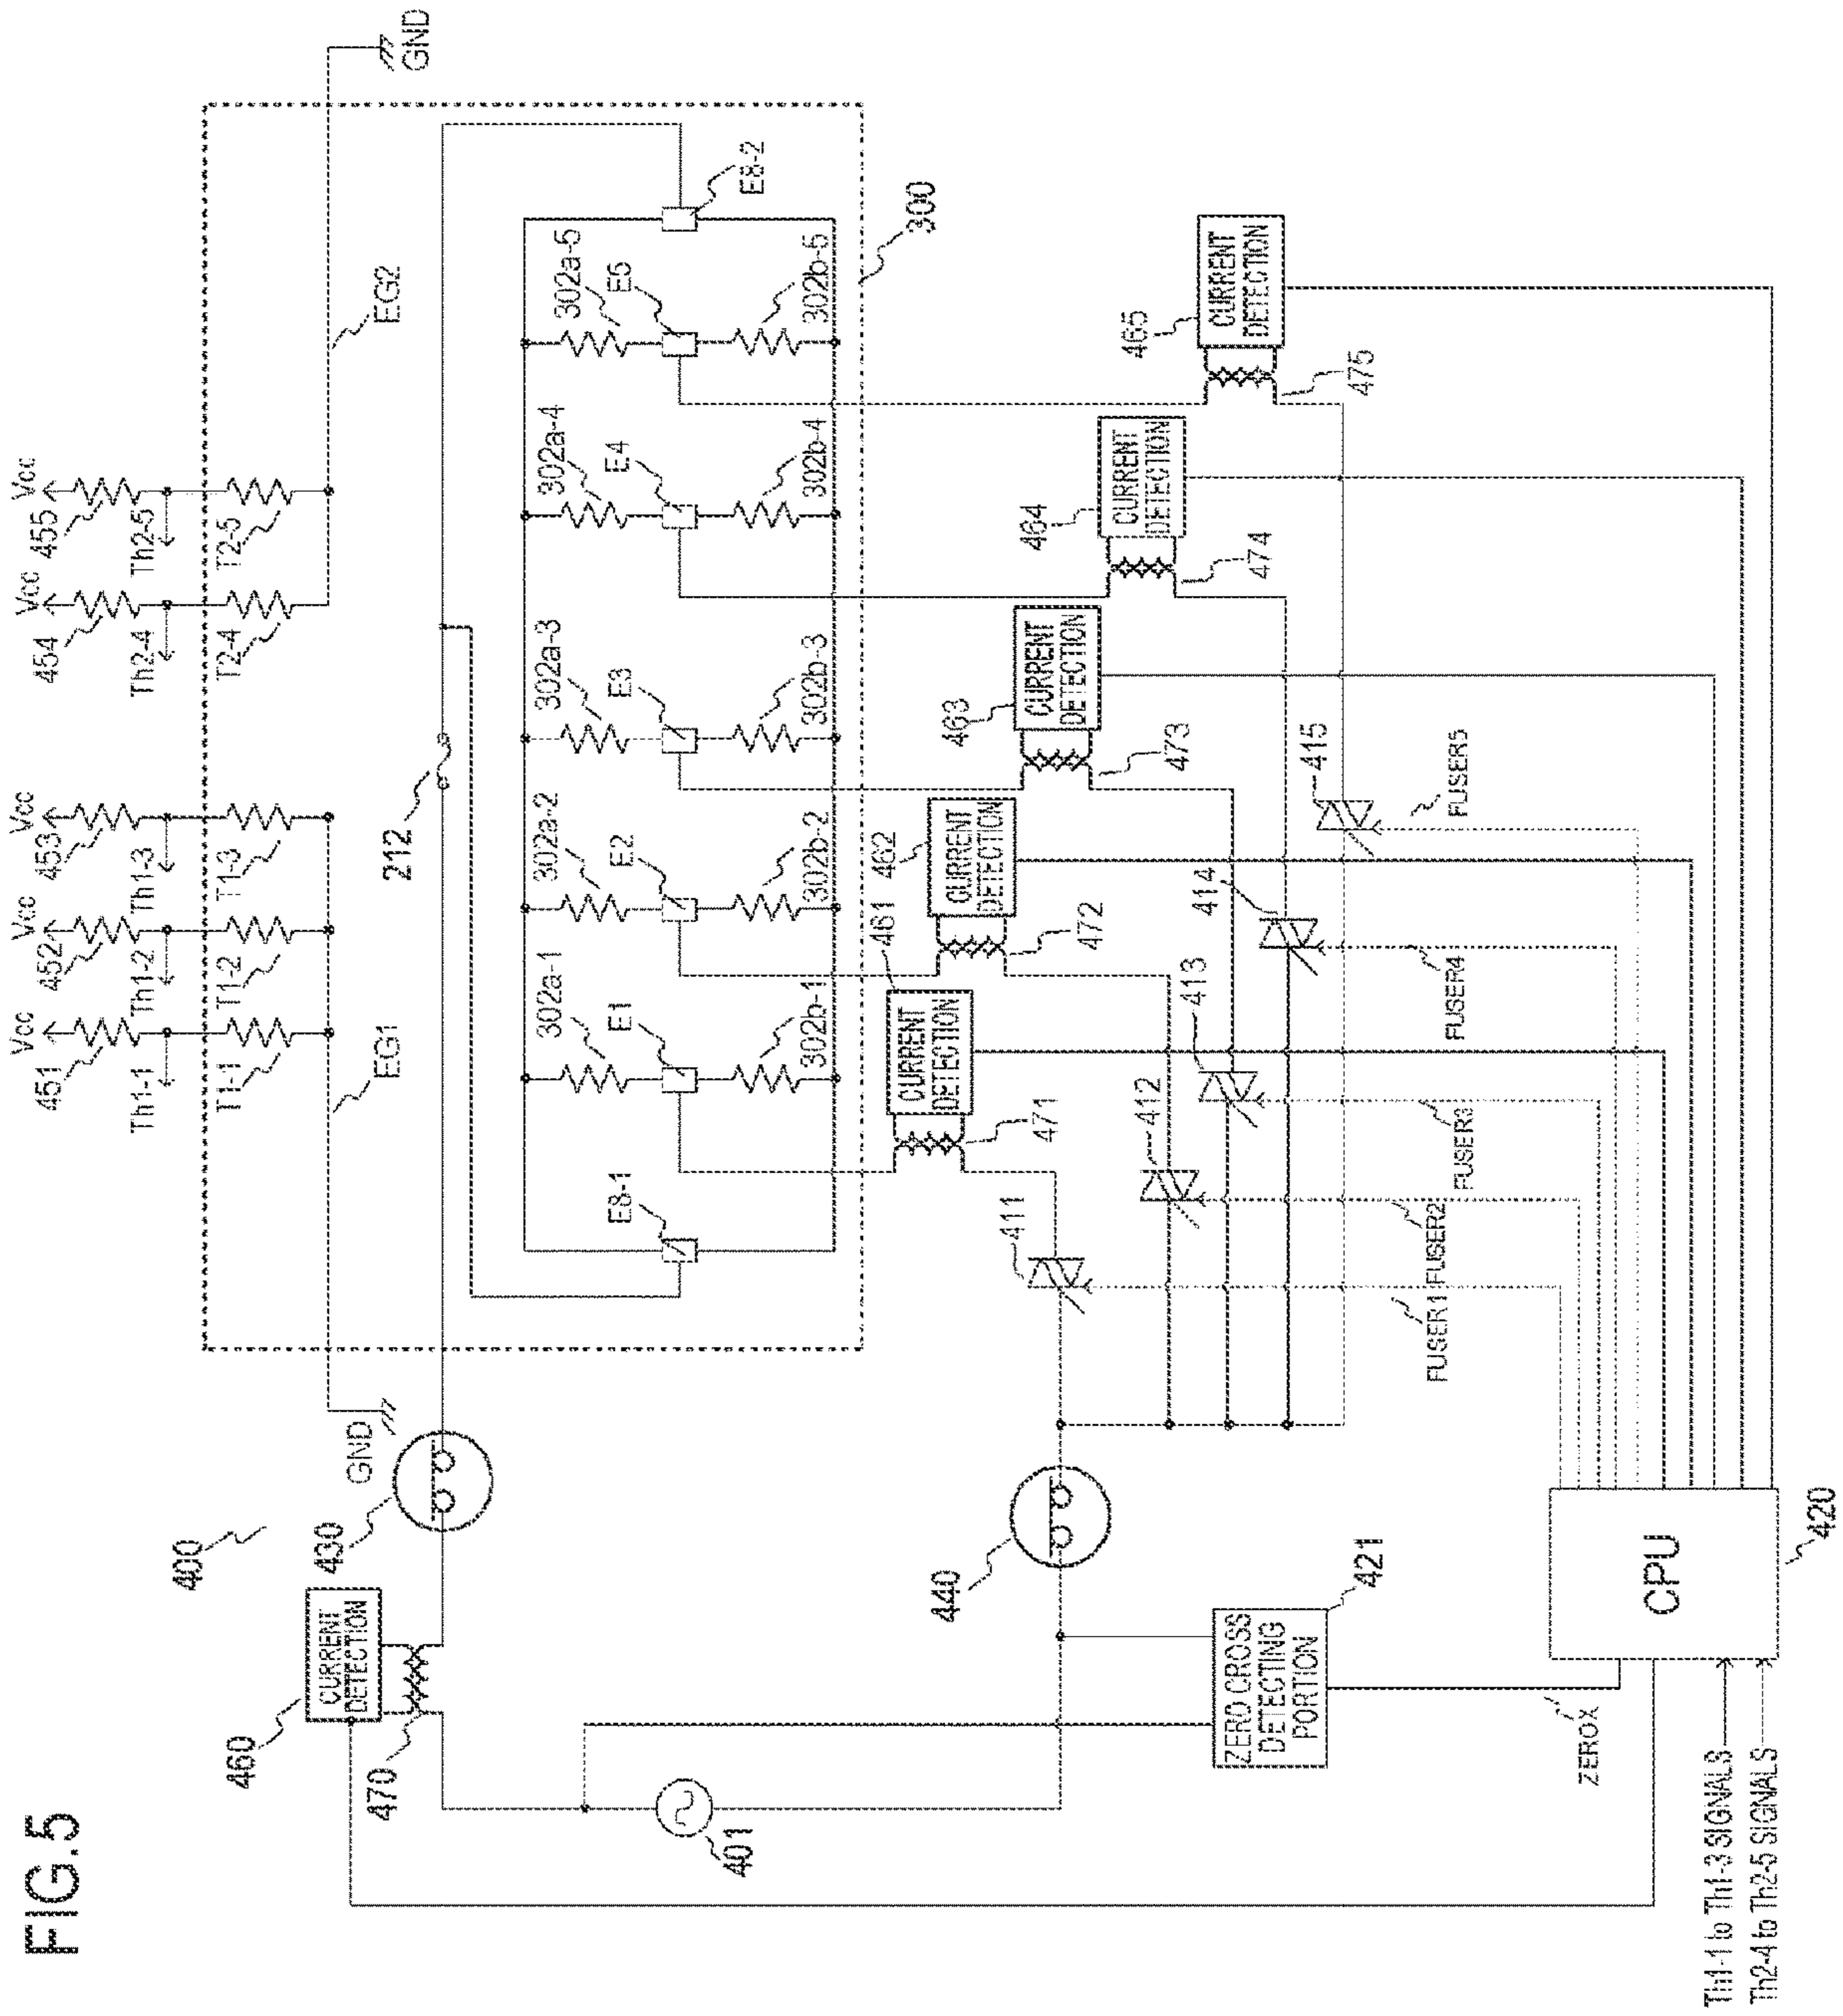 FIG.5
400
460
CURRENT
DETECTION
470
430
GND
401
440
ZERO CROSS
DETECTING
PORTION
421
ZEROX
CPU
420
Th1-1 to Th1-3 SIGNALS
Th2-4 to Th2-5 SIGNALS
Vcc
451
Th1-1
T1-1
EG1
Vcc
452
Th1-2
T1-2
Vcc
453
Th1-3
T1-3
Vcc
454
Th2-4
T2-4
Vcc
455
Th2-5
T2-5
EG2
GND
212
E8-1
302a-1
E1
302b-1
302a-2
E2
302b-2
302a-3
E3
302b-3
302a-4
E4
302b-4
302a-5
E5
302b-5
E8-2
300
461
CURRENT
DETECTION
471
462
CURRENT
DETECTION
472
463
CURRENT
DETECTION
473
464
CURRENT
DETECTION
474
465
CURRENT
DETECTION
475
411
412
413
414
415
FUSER1
FUSER2
FUSER3
FUSER4
FUSER5